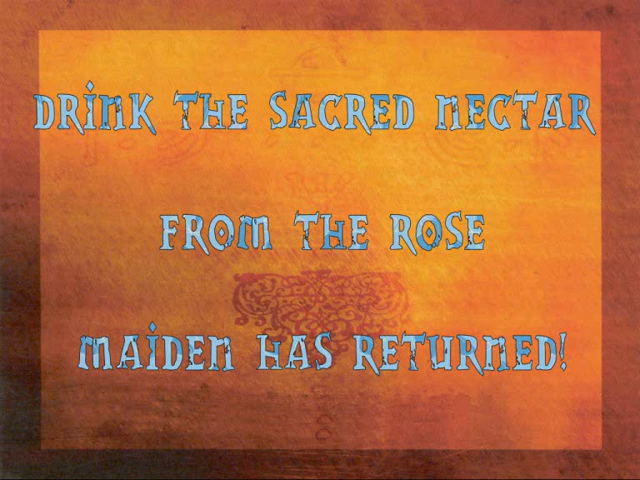 DRINK THE SACRED NECTAR
FROM THE ROSE
MAIDEN HAS RETURNED!